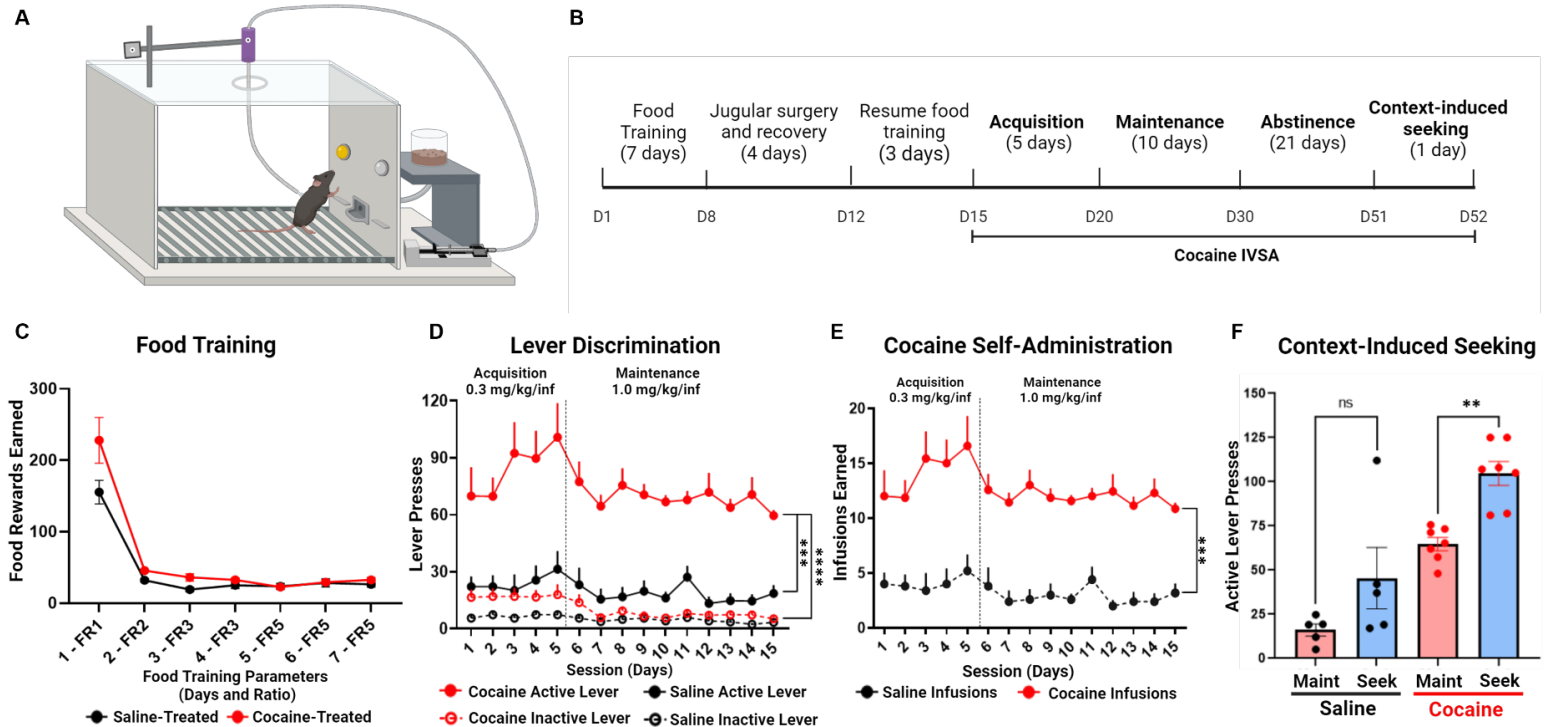 A
B
Food
Training
(7 days)
Jugular surgery
and recovery
(4 days)
Resume food
training
(3 days)
Acquisition
(5 days)
Maintenance
(10 days)
Abstinence
(21 days)
Context-induced
seeking
(1 day)
D1
D8
D12
D15
D20
D30
D51
D52
Cocaine IVSA
C
Food Training
Food Rewards Earned
300
200
100
0
1 - FR1
2 - FR2
3 - FR3
4 - FR3
5 - FR5
6 - FR5
7 - FR5
Food Training Parameters
(Days and Ratio)
Saline-Treated
Cocaine-Treated
D
Lever Discrimination
Acquisition
0.3 mg/kg/inf
Maintenance
1.0 mg/kg/inf
Lever Presses
120
90
60
30
0
1 2 3 4 5 6 7 8 9 10 11 12 13 14 15
Session (Days)
***
****
Cocaine Active Lever
Saline Active Lever
Cocaine Inactive Lever
Saline Inactive Lever
E
Cocaine Self-Administration
Acquisition
0.3 mg/kg/inf
Maintenance
1.0 mg/kg/inf
Infusions Earned
20
15
10
5
0
1 2 3 4 5 6 7 8 9 10 11 12 13 14 15
Session (Days)
***
Saline Infusions
Cocaine Infusions
F
Context-Induced Seeking
Active Lever Presses
150
125
100
75
50
25
0
ns
**
Maint
Seek
Maint
Seek
Saline
Cocaine